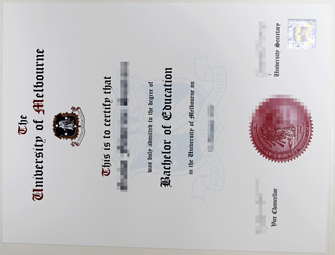 The
University of Melbourne
This is to certify that
was duly admitted to the degree of
Bachelor of Education
in the University of Melbourne on
Vice Chancellor
University Secretary